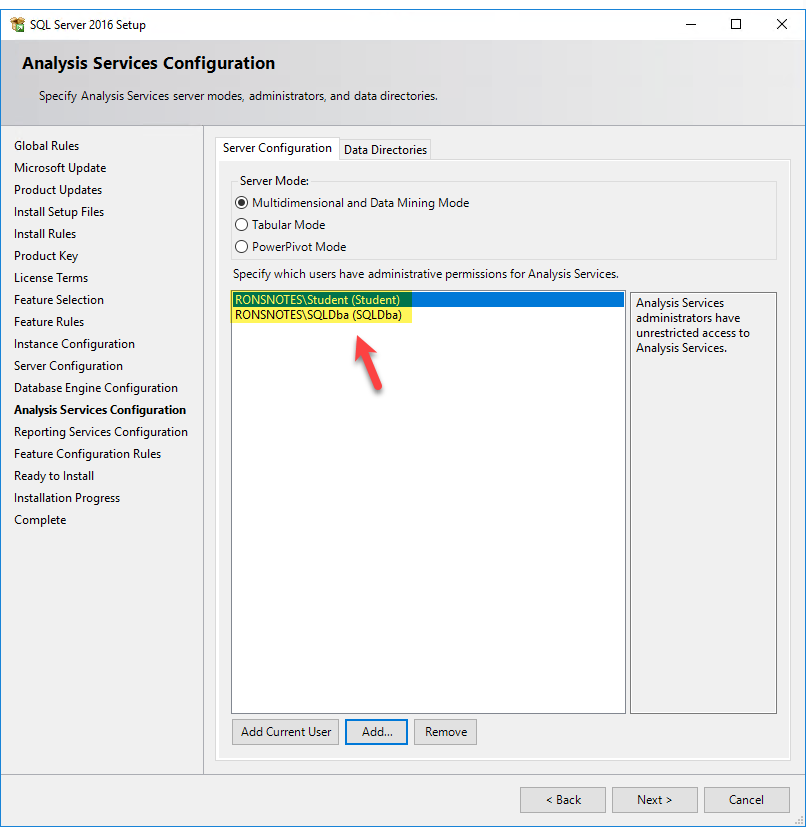 SQL Server 2016 Setup
Analysis Services Configuration
Specify Analysis Services server modes, administrators, and data directories.
Global Rules
Microsoft Update
Product Updates
Install Setup Files
Install Rules
Product Key
License Terms
Feature Selection
Feature Rules
Instance Configuration
Server Configuration
Database Engine Configuration
Analysis Services Configuration
Reporting Services Configuration
Feature Configuration Rules
Ready to Install
Installation Progress
Complete
Server Configuration
Data Directories
Server Mode:
Multidimensional and Data Mining Mode
Tabular Mode
PowerPivot Mode
Specify which users have administrative permissions for Analysis Services.
RONSNOTES\Student (Student)
RONSNOTES\SQLDba (SQLDba)
Analysis Services
administrators have
unrestricted access to
Analysis Services.
Add Current User
Add...
Remove
< Back
Next >
Cancel